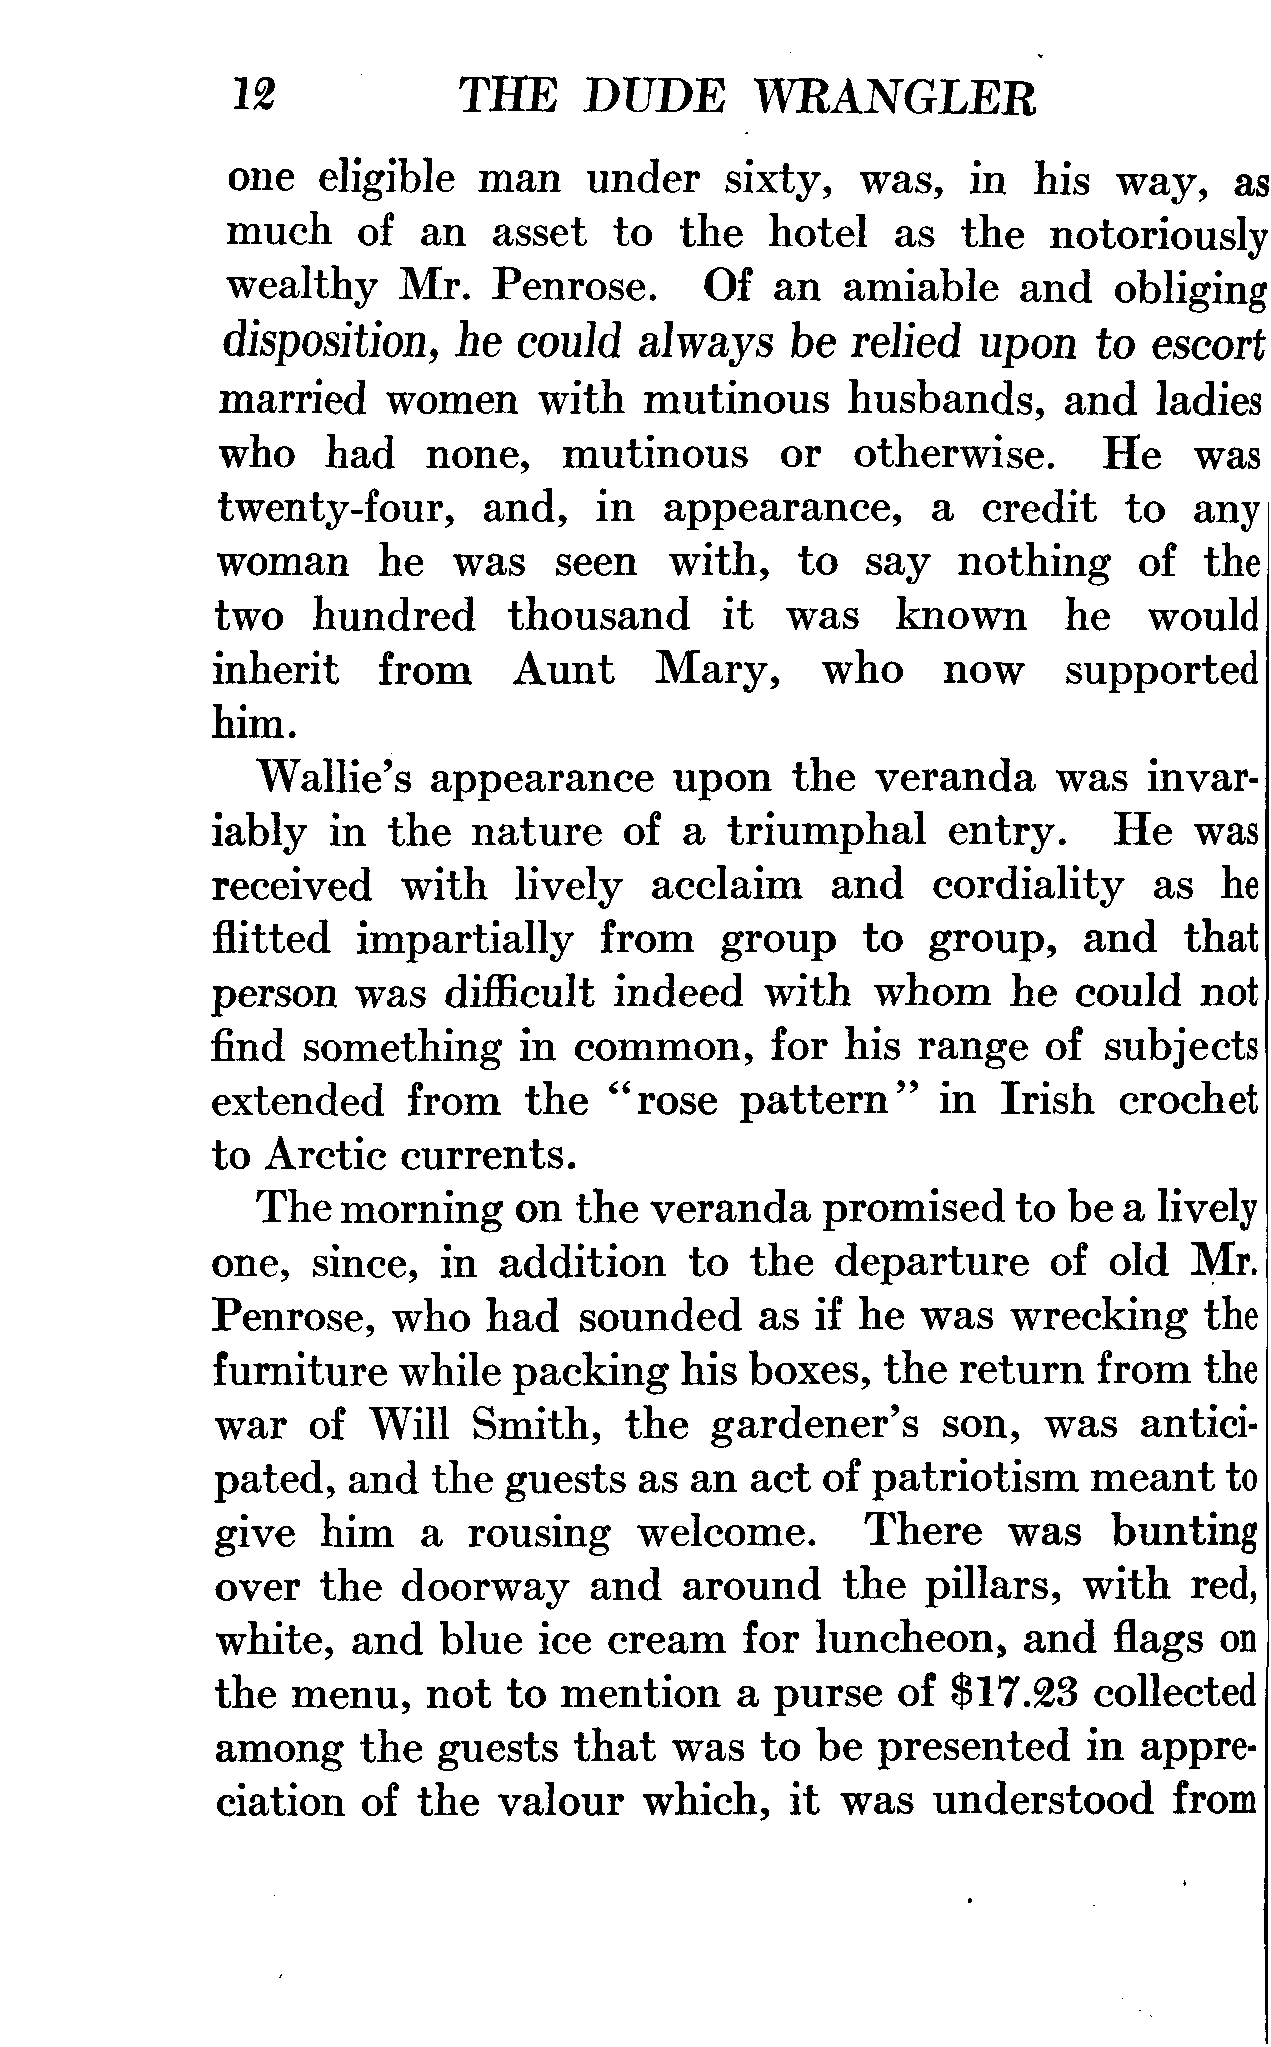 12 THE DUDE WRANGLER
one eligible man under sixty, was, in his way, as
much of an asset to the hotel as the notoriously
wealthy Mr. Penrose. Of an amiable and obliging
disposition, he could always be relied upon to escort
married women with mutinous husbands, and ladies
who had none, mutinous or otherwise. He was
twenty-four, and, in appearance, a credit to any
woman he was seen with, to say nothing of the
two hundred thousand it was known he would
inherit from Aunt Mary, who now supported
him.
Wallie's appearance upon the veranda was invar-
iably in the nature of a triumphal entry. He was
received with lively acclaim and cordiality as he
flitted impartially from group to group, and that
person was difficult indeed with whom he could not
find something in common, for his range of subjects
extended from the "rose pattern" in Irish crochet
to Arctic currents.
The morning on the veranda promised to be a lively
one, since, in addition to the departure of old Mr.
Penrose, who had sounded as if he was wrecking the
furniture while packing his boxes, the return from the
war of Will Smith, the gardener's son, was antici-
pated, and the guests as an act of patriotism meant to
give him a rousing welcome. There was bunting
over the doorway and around the pillars, with red,
white, and blue ice cream for luncheon, and flags on
the menu, not to mention a purse of $17.23 collected
among the guests that was to be presented in appre-
ciation of the valour which, it was understood from